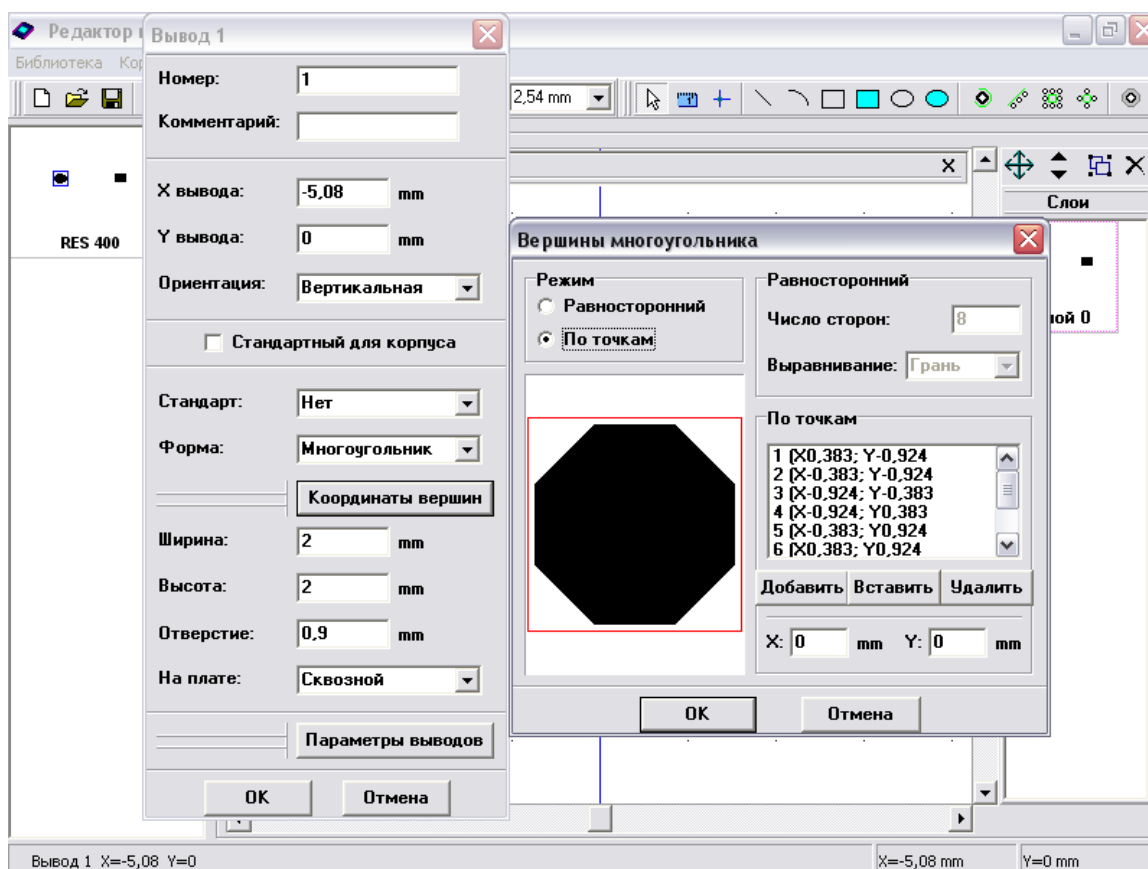 Редактор
Библиотека
2,54 mm
RES 400
Вывод 1
Номер: 1
Комментарий:
X вывода: -5,08 mm
Y вывода: 0 mm
Ориентация: Вертикальная
Стандартный для корпуса
Стандарт: Нет
Форма: Многоугольник
Координаты вершин
Ширина: 2 mm
Высота: 2 mm
Отверстие: 0,9 mm
На плате: Сквозной
Параметры выводов
OK Отмена
Слои
Вершины многоугольника
Режим
Равносторонний
По точкам
Равносторонний
Число сторон: 8
Выравнивание: Грань
По точкам
1 (X0,383; Y-0,924
2 (X-0,383; Y-0,924
3 (X-0,924; Y-0,383
4 (X-0,924; Y0,383
5 (X-0,383; Y0,924
6 (X0,383; Y0,924
Добавить Вставить Удалить
X: 0 mm Y: 0 mm
OK Отмена
Вывод 1 X=-5,08 Y=0
X=-5,08 mm
Y=0 mm